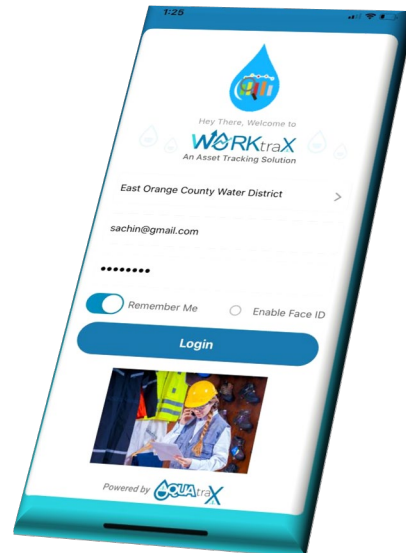 1:25
Hey There, Welcome to
WORKtraX
An Asset Tracking Solution
East Orange County Water District
sachin@gmail.com
••••••••
Remember Me
Enable Face ID
Login
Powered by AQUAtraX